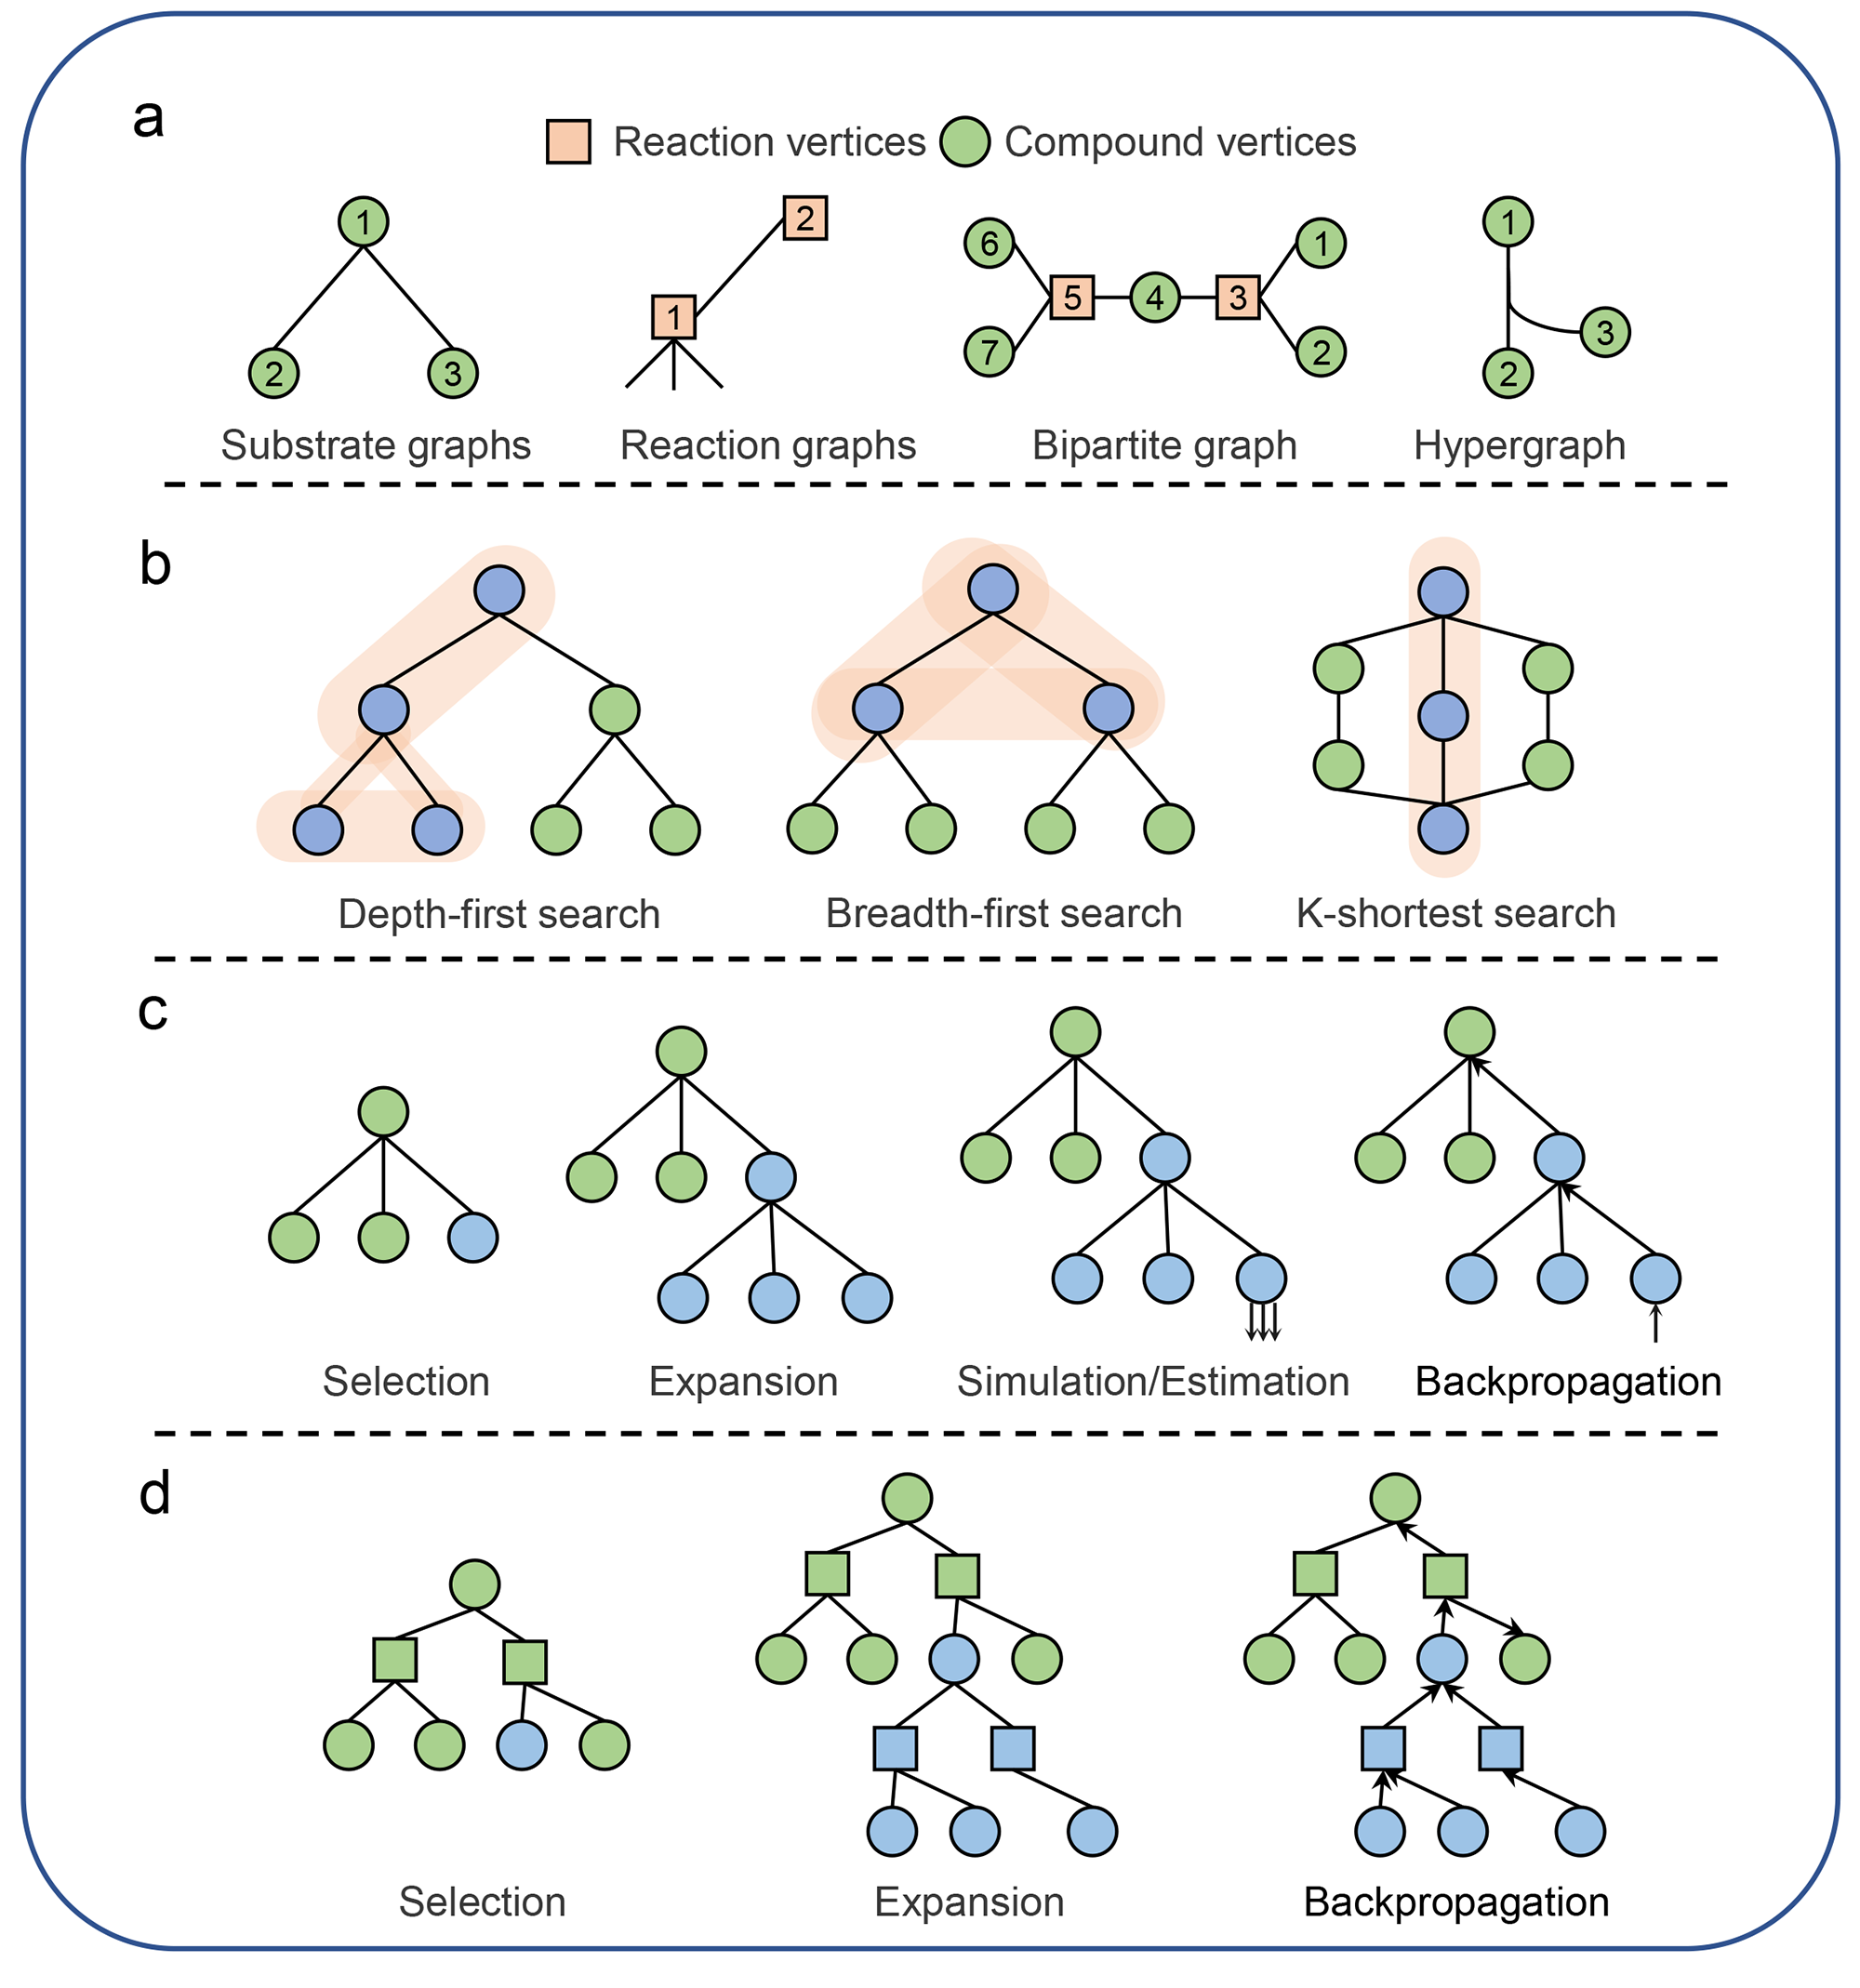 a
Reaction vertices Compound vertices
1 2 6 1 1
1 5 4 3 3
2 3 7 2 2
Substrate graphs Reaction graphs Bipartite graph Hypergraph
b
Depth-first search Breadth-first search K-shortest search
c
Selection Expansion Simulation/Estimation Backpropagation
d
Selection Expansion Backpropagation